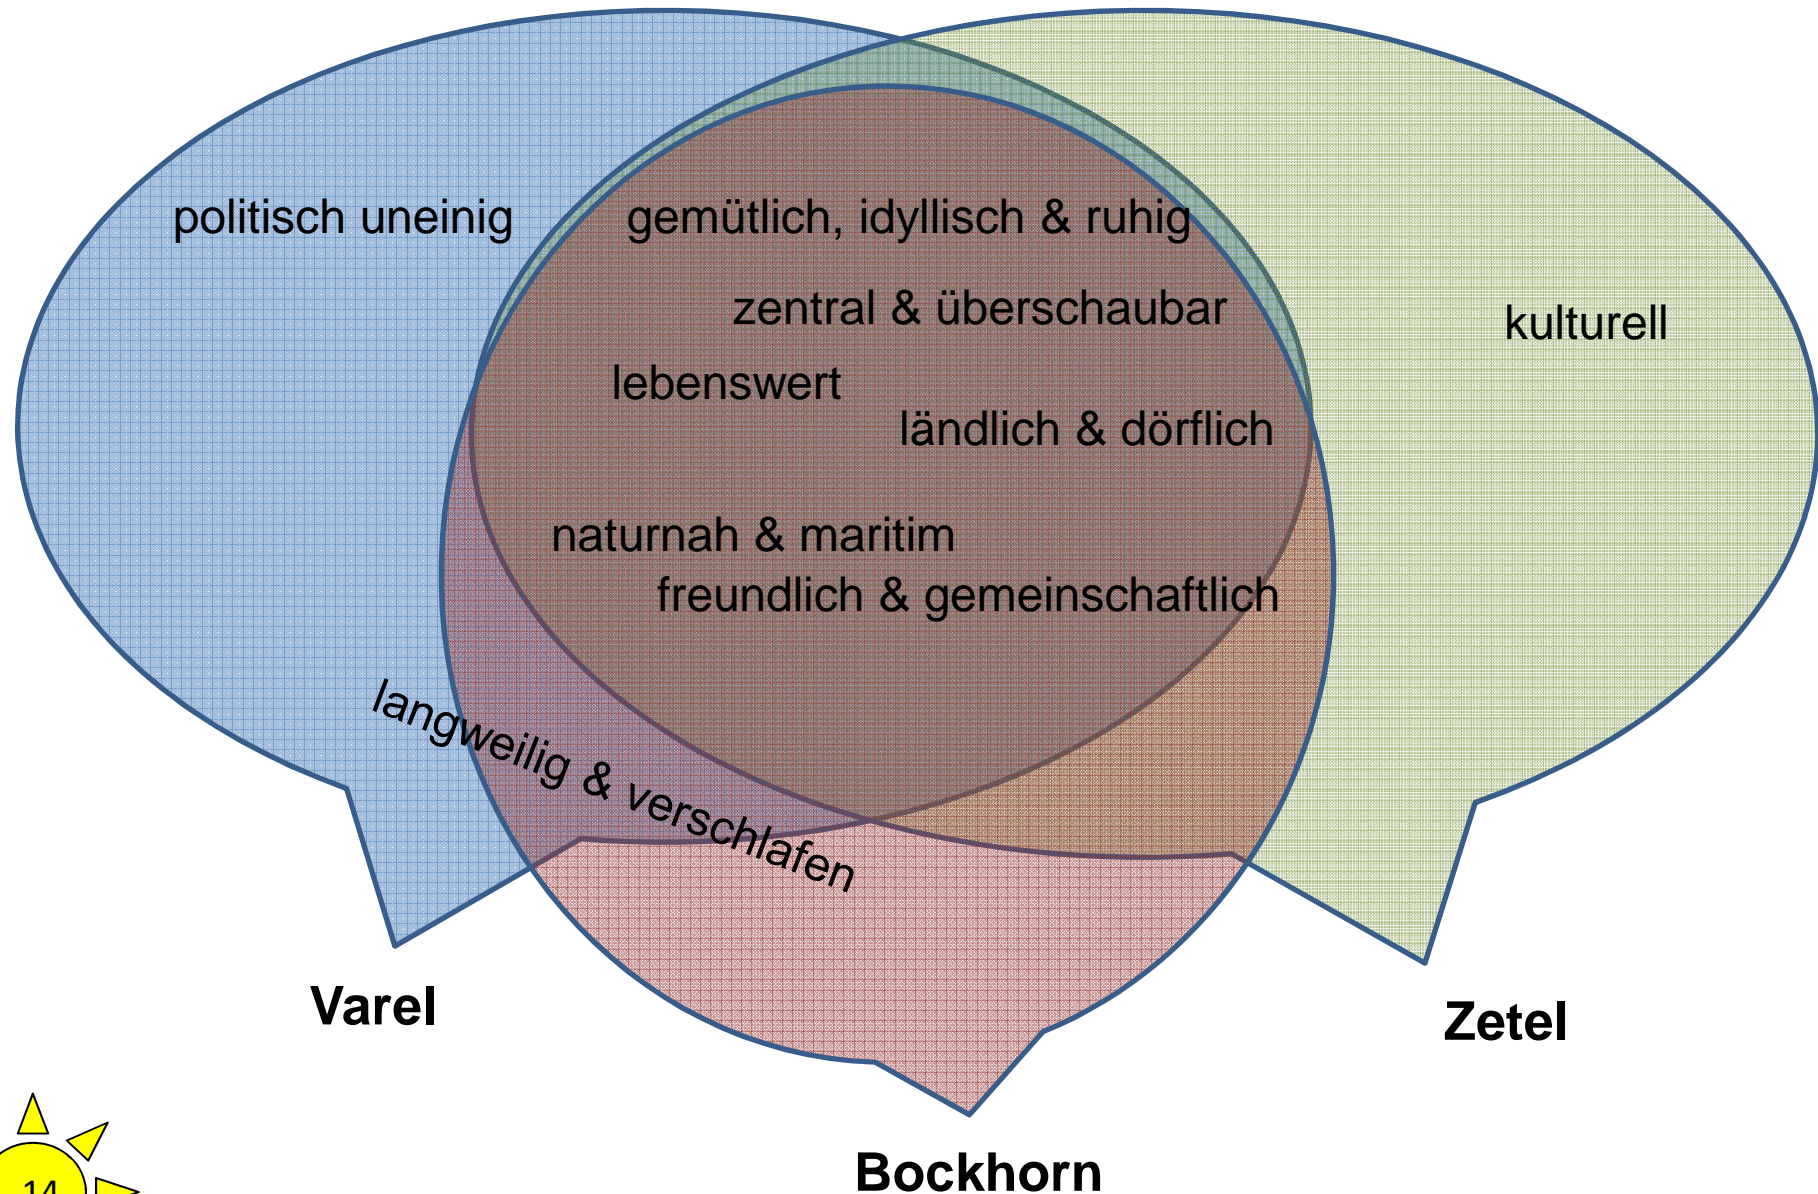 politisch uneinig
gemütlich, idyllisch & ruhig
zentral & überschaubar
kulturell
lebenswert
ländlich & dörflich
naturnah & maritim
freundlich & gemeinschaftlich
langweilig & verschlafen
Varel
Zetel
Bockhorn
14